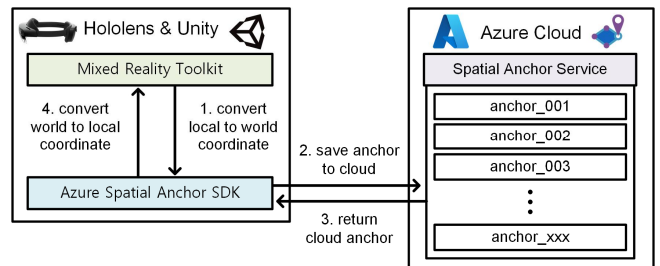 Hololens & Unity
Mixed Reality Toolkit
4. convert
world to local
coordinate
1. convert
local to world
coordinate
Azure Spatial Anchor SDK
2. save anchor
to cloud
3. return
cloud anchor
Azure Cloud
Spatial Anchor Service
anchor_001
anchor_002
anchor_003
anchor_xxx